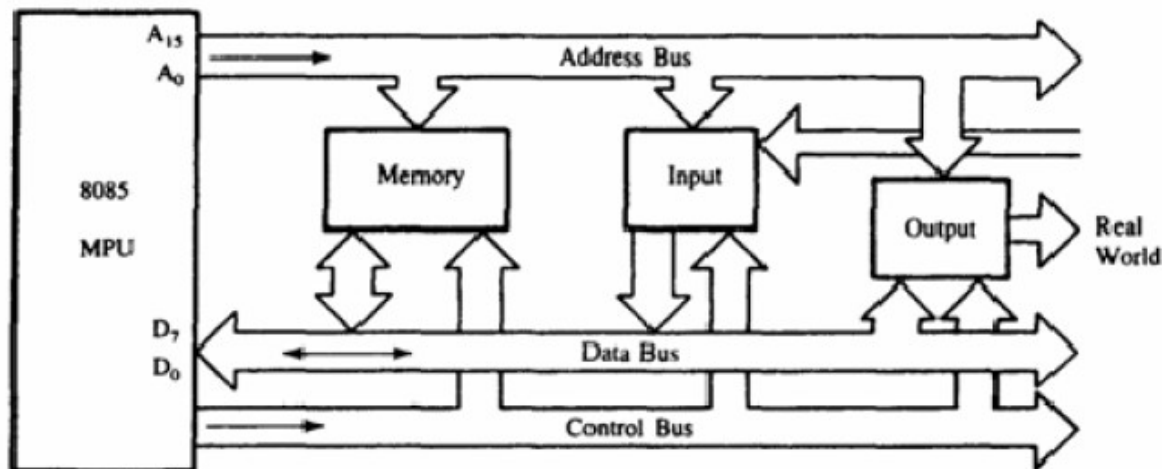 A15
Address Bus
A0
Memory
Input
8085
MPU
Output
Real
World
D7
Data Bus
D0
Control Bus